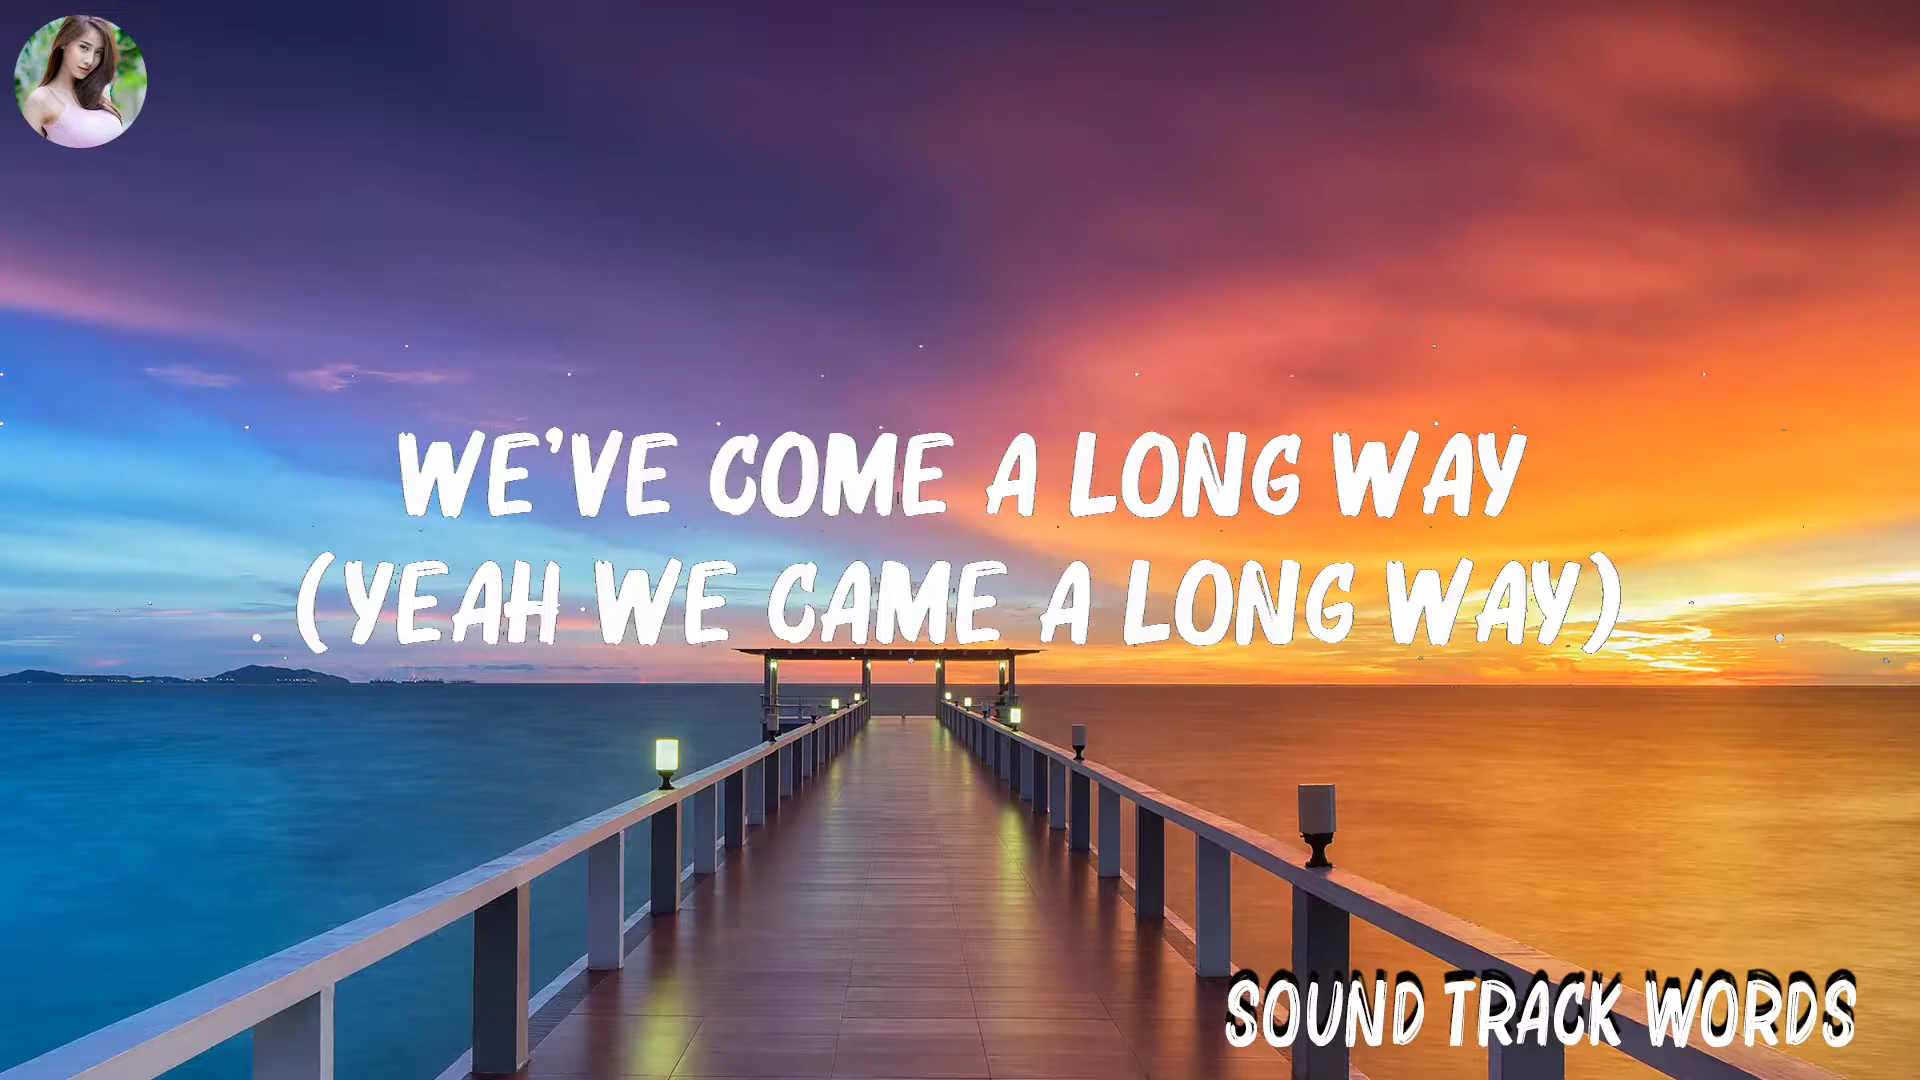 WE'VE COME A LONG WAY
(YEAH WE CAME A LONG WAY)
SOUND TRACK WORDS